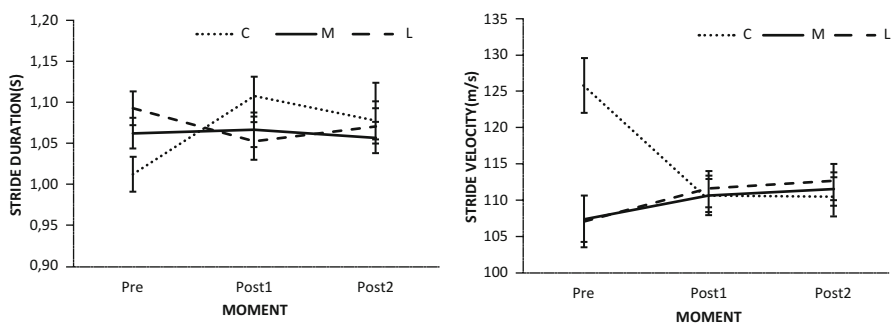 1,20
C M L
1,15
1,10
1,05
1,00
0,95
0,90
STRIDE DURATION(S)
Pre Post1 Post2
MOMENT
130
C M L
125
120
115
110
105
100
STRIDE VELOCITY(m/s)
Pre Post1 Post2
MOMENT